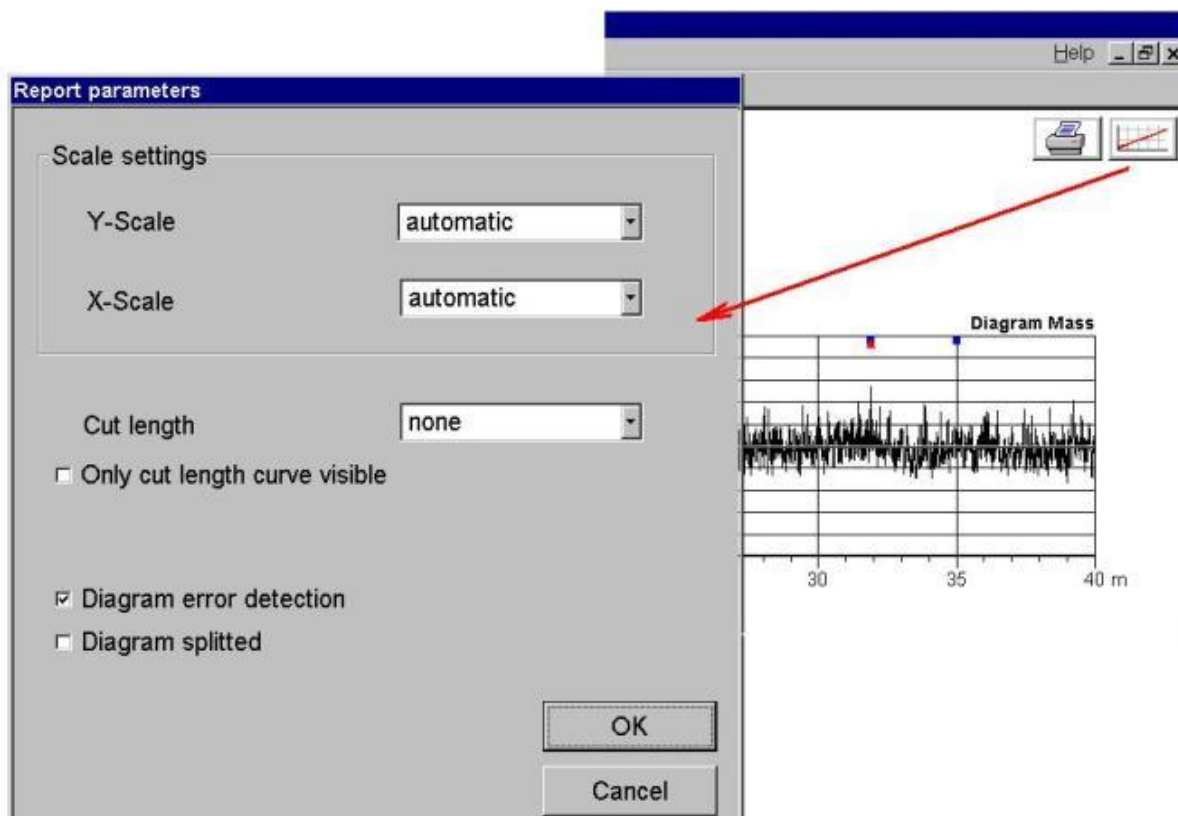 Help
Report parameters
Scale settings
Y-Scale automatic
X-Scale automatic
Diagram Mass
Cut length none
Only cut length curve visible
30 35 40 m
Diagram error detection
Diagram splitted
OK
Cancel